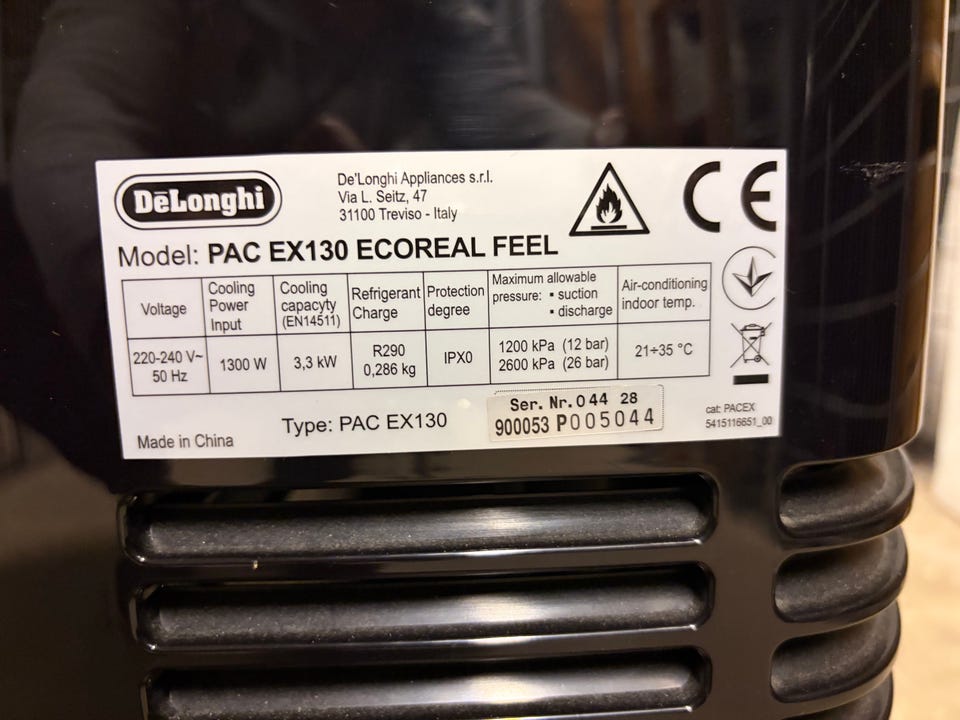 DēLonghi
De'Longhi Appliances s.r.l.
Via L. Seitz, 47
31100 Treviso - Italy
CE
Model: PAC EX130 ECOREAL FEEL
Voltage
Cooling
Power
Input
Cooling
capacyty
(EN14511)
Refrigerant
Charge
Protection
degree
Maximum allowable
pressure: ▪ suction
▪ discharge
Air-conditioning
indoor temp.
220-240 V~
50 Hz
1300 W
3,3 kW
R290
0,286 kg
IPX0
1200 kPa (12 bar)
2600 kPa (26 bar)
21÷35 °C
Made in China
Type: PAC EX130
Ser. Nr.044 28
900053 P005044
cat: PACEX
5415116651_00